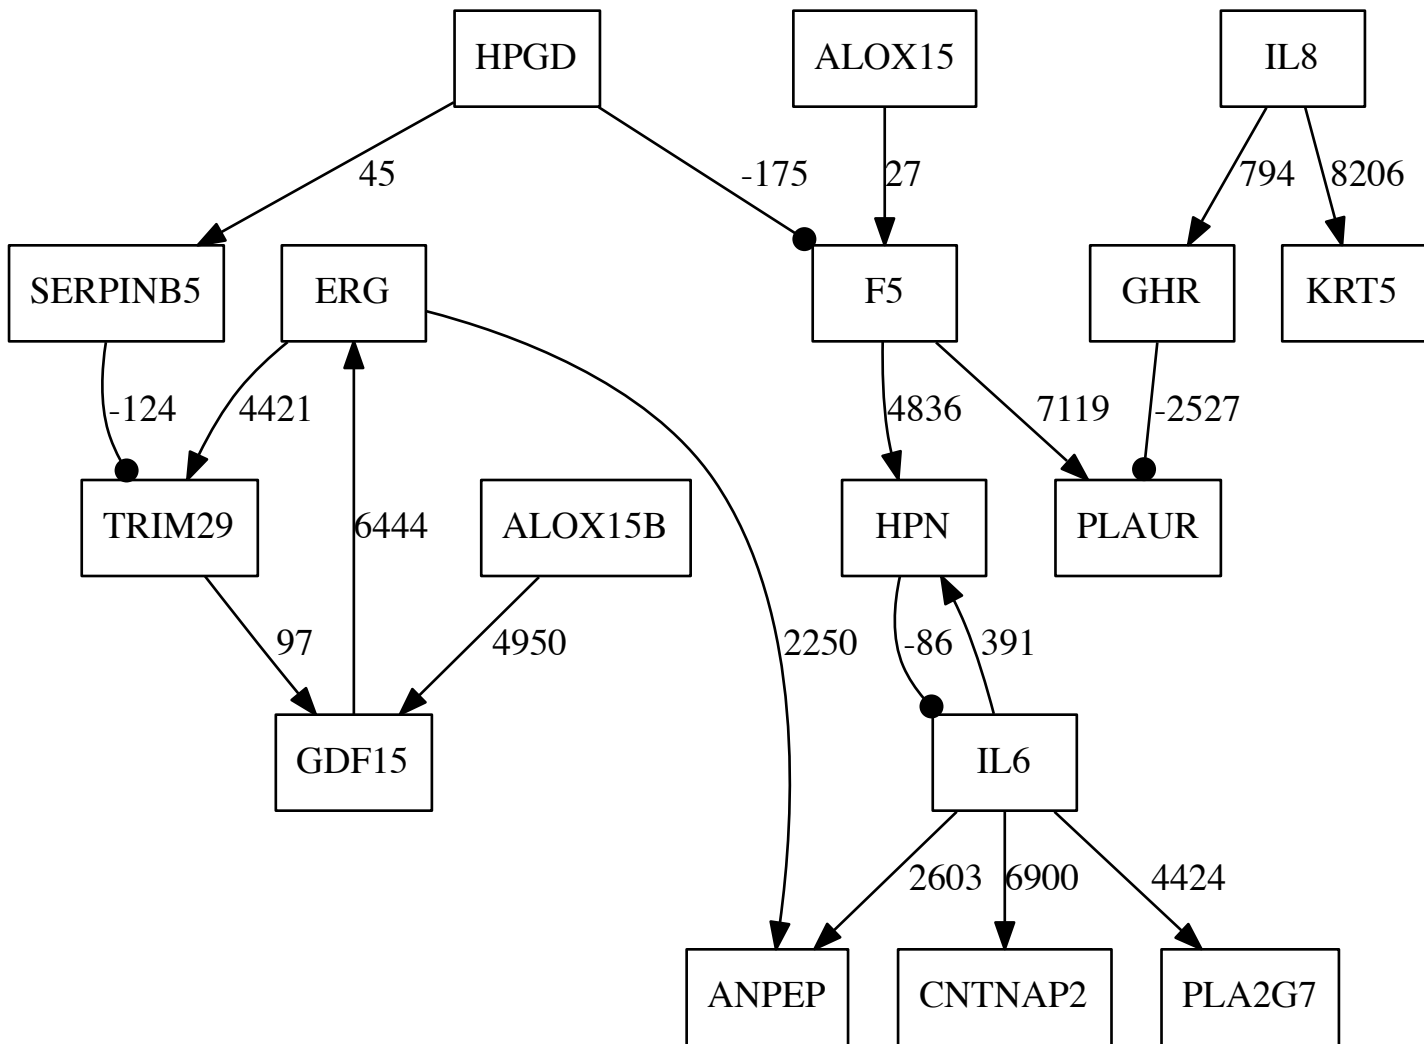 HPGD
ALOX15
IL8
45
-175
27
794
8206
SERPINB5
ERG
F5
GHR
KRT5
-124
4421
4836
7119
-2527
TRIM29
6444
ALOX15B
HPN
PLAUR
97
4950
2250
-86
391
GDF15
IL6
2603
6900
4424
ANPEP
CNTNAP2
PLA2G7